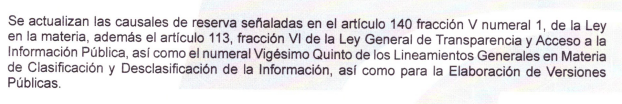 Se actualizan las causales de reserva señaladas en el artículo 140 fracción V numeral 1, de la Ley
en la materia, además el artículo 113, fracción VI de la Ley General de Transparencia y Acceso a la
Información Pública, así como el numeral Vigésimo Quinto de los Lineamientos Generales en Materia
de Clasificación y Desclasificación de la Información, así como para la Elaboración de Versiones
Públicas.